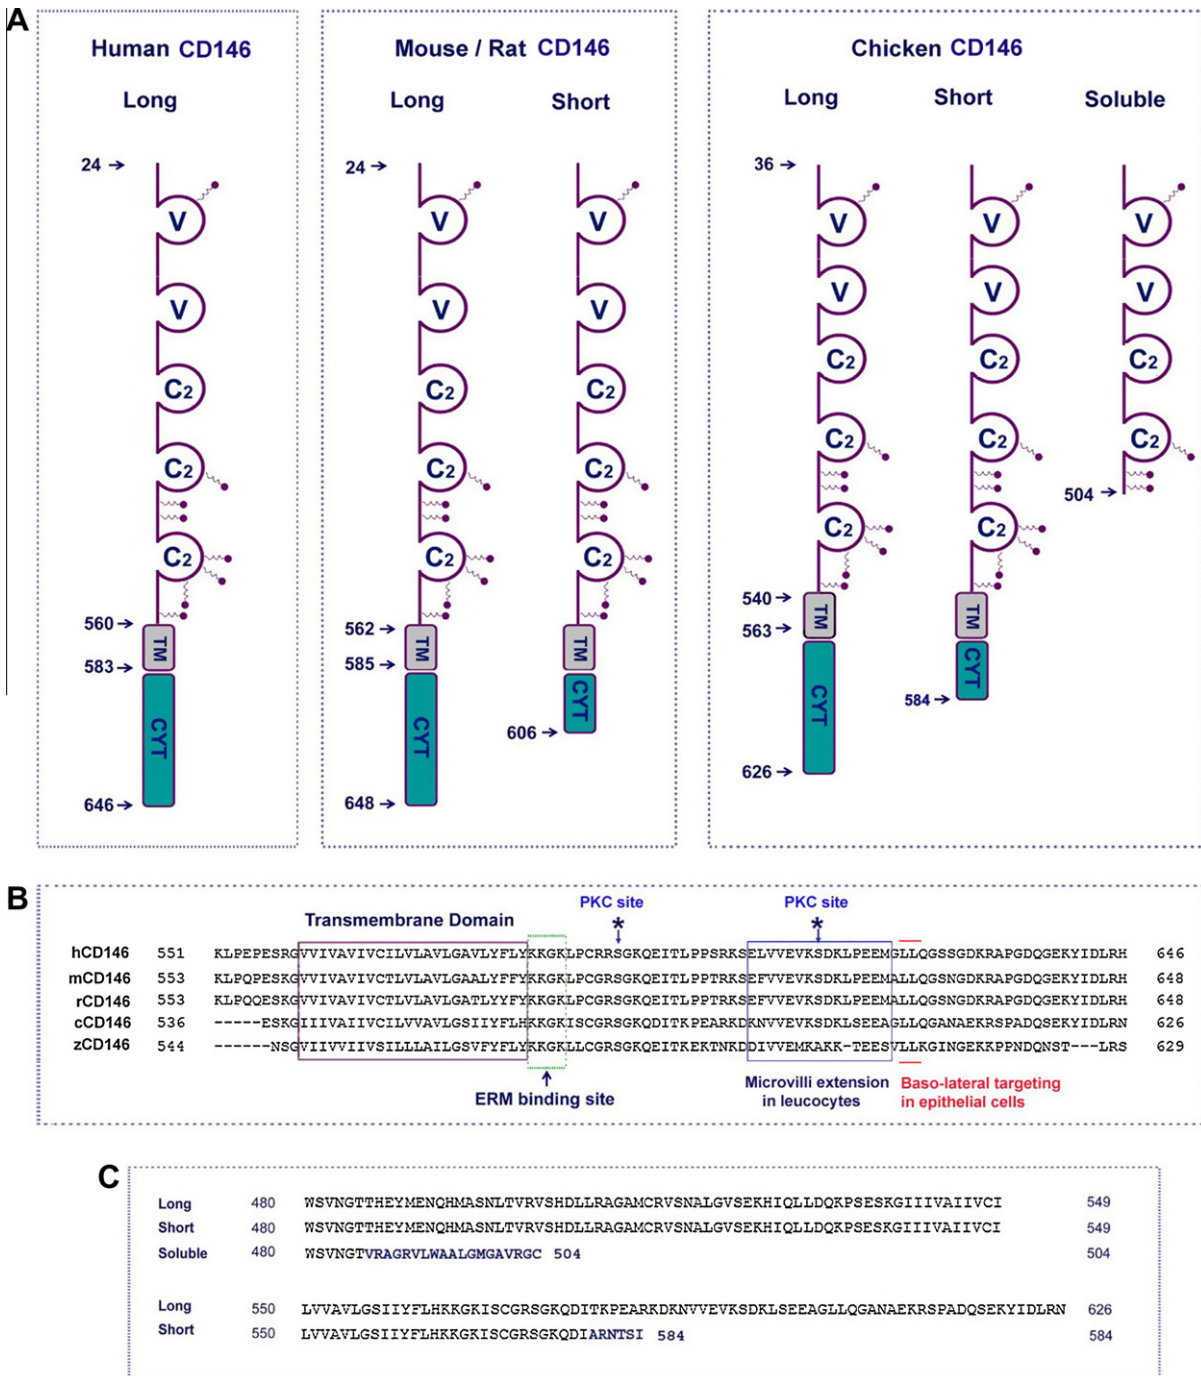 A
Human CD146
Long
24
V
V
C2
C2
C2
560
TM
583
CYT
646
Mouse / Rat CD146
Long
Short
24
V
V
V
V
C2
C2
C2
C2
C2
C2
562
TM
TM
585
CYT
CYT
606
648
Chicken CD146
Long
Short
Soluble
36
V
V
V
V
V
V
C2
C2
C2
C2
C2
C2
504
C2
C2
540
TM
TM
563
CYT
CYT
584
626
B
PKC site
PKC site
Transmembrane Domain
*
*
hCD146 551 KLPEPESRGVVIVAVIVCILVLAVLGAVLYFLYKKGKLPCRRSGKQEITLPPSRKSELVVEVKSDKLPEEMGLLQGSSGDKRAPGDQGEKYIDLRH 646
mCD146 553 KLPQPESKGVVIVAVIVCTLVLAVLGAALYFFYKKGKLPCGRSGKQEITLPPTRKSEFVVEVKSDKLPEEMALLQGSNGDKRAPGDQGEKYIDLRH 648
rCD146 553 KLPQQESKGVVIVAVIVCTLVLAVLGATLYYFYKKGKLPCGRSGKQEITLPPTRKSEFVVEVKSDKLPEEMALLQGSNGDKRAPGDQGEKYIDLRH 648
cCD146 536 -----ESKGIIIVAIIVCILVVAVLGSIIYFLHKKGKISCGRSGKQDITKPEARKDKNVVEVKSDKLSEEAGLLQGANAEKRSPADQSEKYIDLRN 626
zCD146 544 ------NSGVIIVVIIVSILLLAILGSVFYFLYKKGKLLCGRSGKQEITKEKTNKDDIVVEMKAKK-TEESVLLKGINGEKKPPNDQNST---LRS 629
ERM binding site
Microvilli extension
in leucocytes
Baso-lateral targeting
in epithelial cells
C
Long 480 WSVNGTTHEYMENQHMASNLTVRVSHDLLRAGAMCRVSNALGVSEKHIQLLDQKPSESKGIIIVAIIVCI 549
Short 480 WSVNGTTHEYMENQHMASNLTVRVSHDLLRAGAMCRVSNALGVSEKHIQLLDQKPSESKGIIIVAIIVCI 549
Soluble 480 WSVNGTVRAGRVLWAALGMGAVRGC 504 504
Long 550 LVVAVLGSIIYFLHKKGKISCGRSGKQDITKPEARKDKNVVEVKSDKLSEEAGLLQGANAEKRSPADQSEKYIDLRN 626
Short 550 LVVAVLGSIIYFLHKKGKISCGRSGKQDIARNTSI 584 584